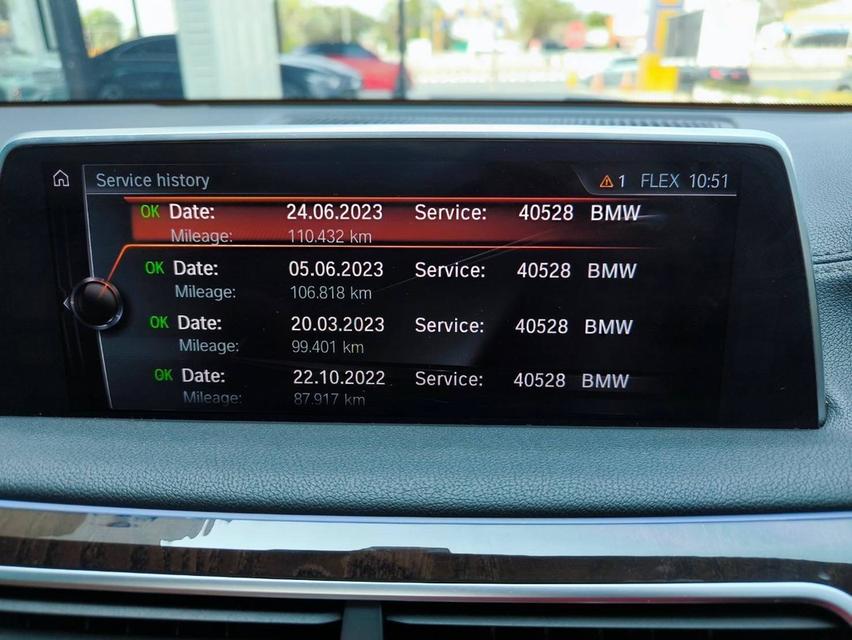 Service history 1 FLEX 10:51
OK Date: 24.06.2023 Service: 40528 BMW
Mileage: 110.432 km
OK Date: 05.06.2023 Service: 40528 BMW
Mileage: 106.818 km
OK Date: 20.03.2023 Service: 40528 BMW
Mileage: 99.401 km
OK Date: 22.10.2022 Service: 40528 BMW
Mileage: 87.917 km